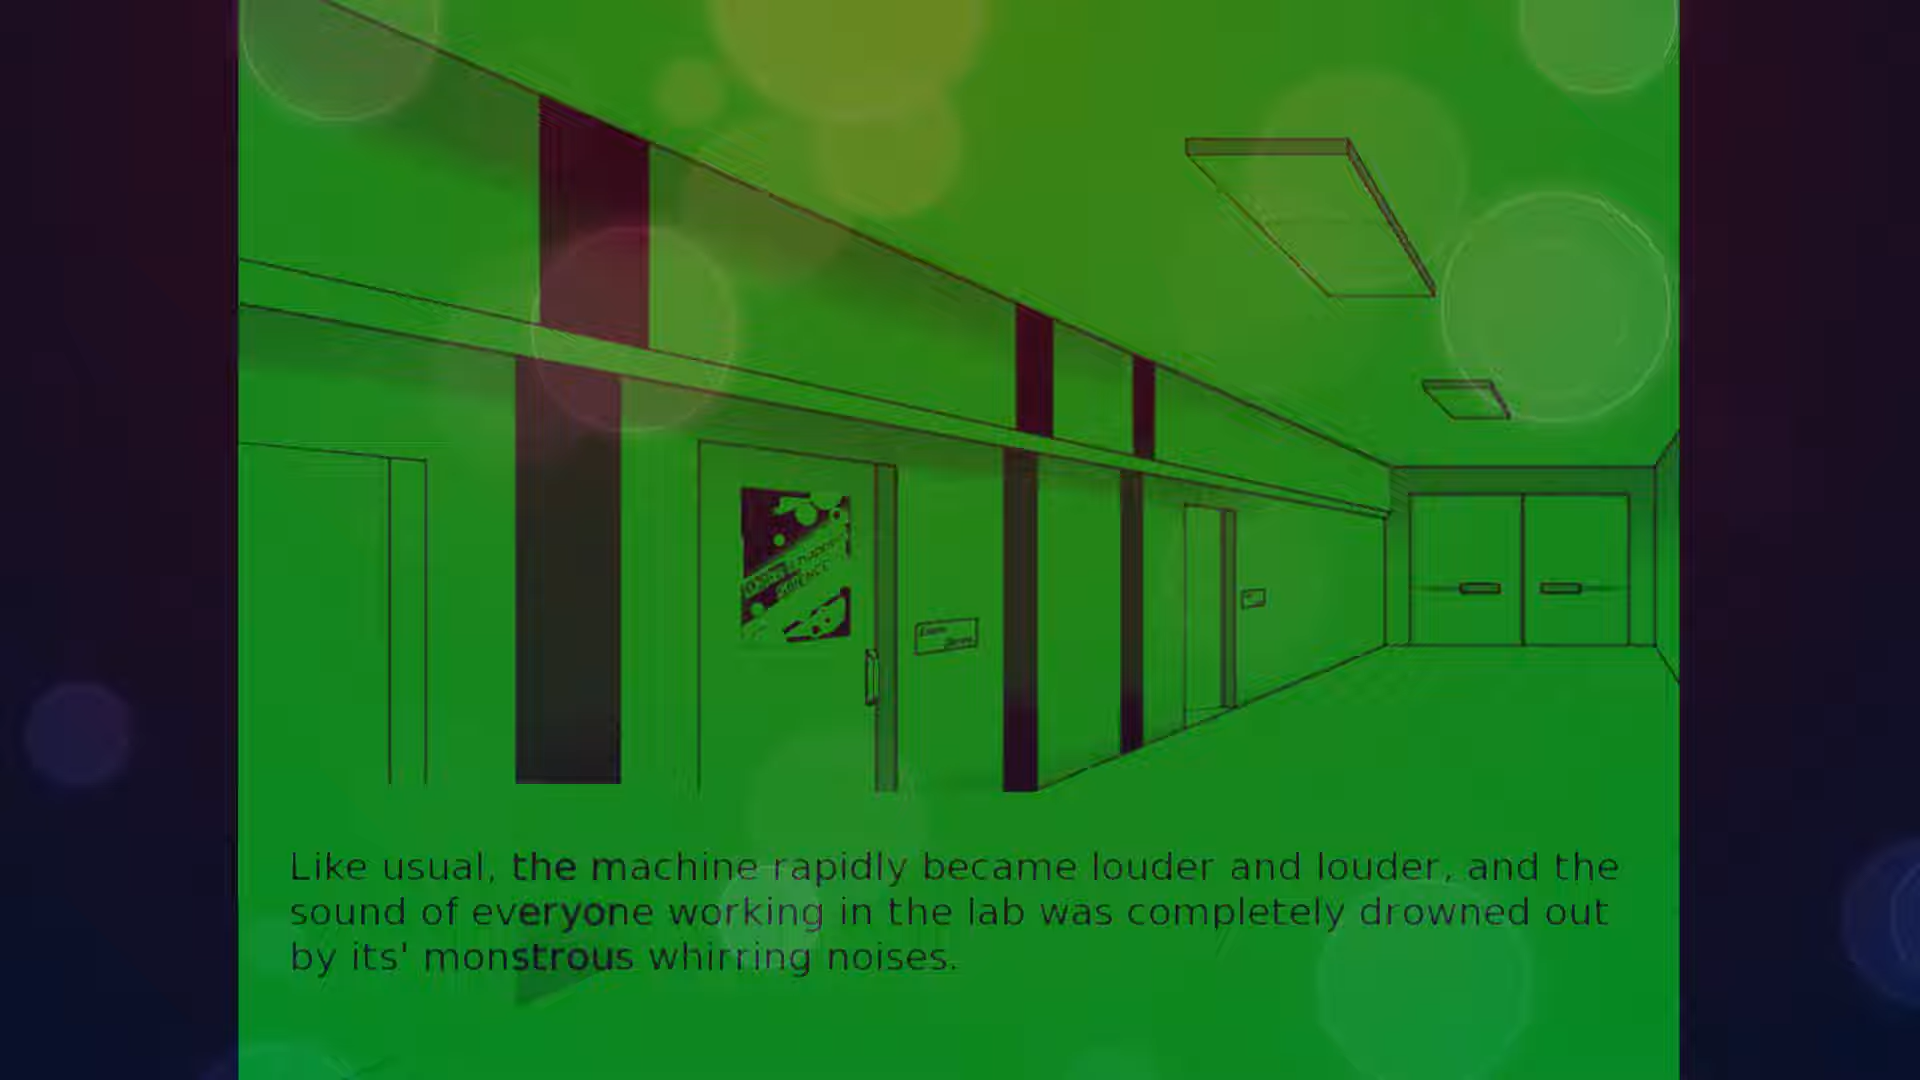 SCIENCE
Like usual, the machine rapidly became louder and louder, and the
sound of everyone working in the lab was completely drowned out
by its' monstrous whirring noises.